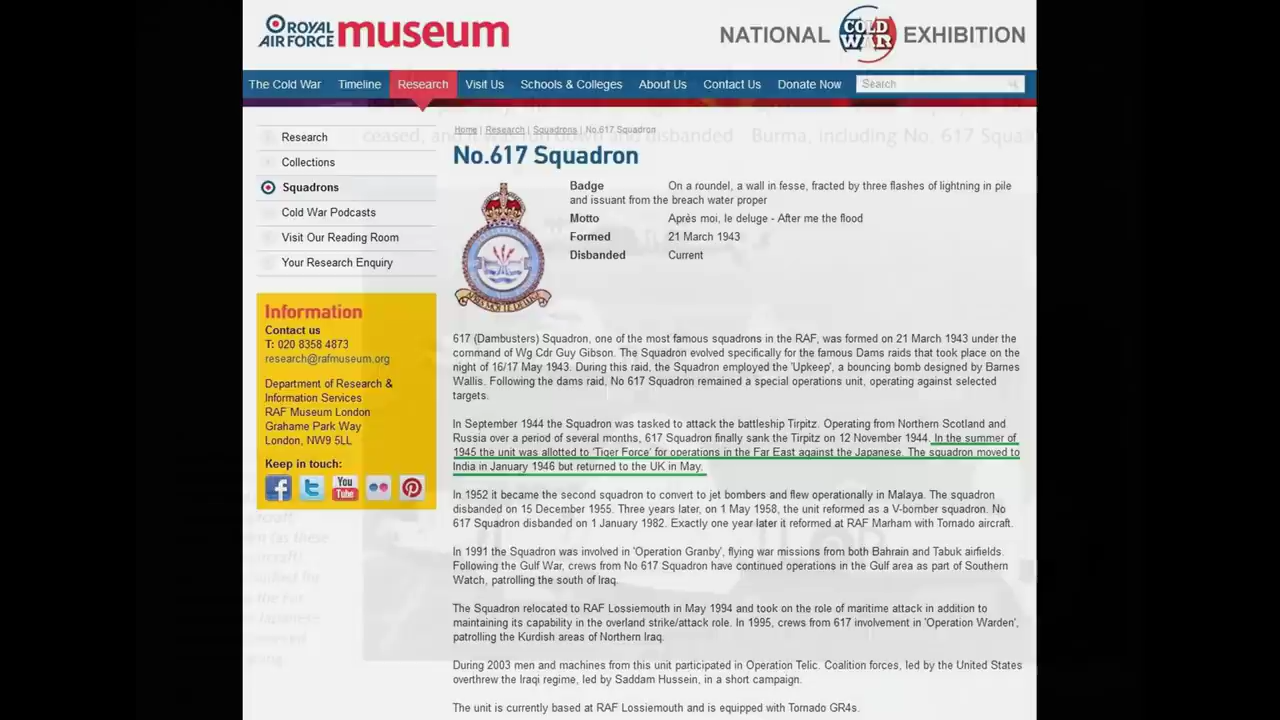 ROYAL AIR FORCE museum
NATIONAL COLD WAR EXHIBITION
The Cold War Timeline Research Visit Us Schools & Colleges About Us Contact Us Donate Now Search
Home | Research | Squadrons | No.617 Squadron
ceased, and it was run down and disbanded Burma, including No. 617 Squa
Research
Collections
Squadrons
Cold War Podcasts
Visit Our Reading Room
Your Research Enquiry
Information
Contact us
T: 020 8358 4873
research@rafmuseum.org
Department of Research &
Information Services
RAF Museum London
Grahame Park Way
London, NW9 5LL
Keep in touch:
You Tube
No.617 Squadron
Badge On a roundel, a wall in fesse, fracted by three flashes of lightning in pile
and issuant from the breach water proper
Motto Après moi, le deluge - After me the flood
Formed 21 March 1943
Disbanded Current
617 (Dambusters) Squadron, one of the most famous squadrons in the RAF, was formed on 21 March 1943 under the
command of Wg Cdr Guy Gibson. The Squadron evolved specifically for the famous Dams raids that took place on the
night of 16/17 May 1943. During this raid, the Squadron employed the 'Upkeep', a bouncing bomb designed by Barnes
Wallis. Following the dams raid, No 617 Squadron remained a special operations unit, operating against selected
targets.
In September 1944 the Squadron was tasked to attack the battleship Tirpitz. Operating from Northern Scotland and
Russia over a period of several months, 617 Squadron finally sank the Tirpitz on 12 November 1944. In the summer of
1945 the unit was allotted to 'Tiger Force' for operations in the Far East against the Japanese. The squadron moved to
India in January 1946 but returned to the UK in May.
In 1952 it became the second squadron to convert to jet bombers and flew operationally in Malaya. The squadron
disbanded on 15 December 1955. Three years later, on 1 May 1958, the unit reformed as a V-bomber squadron. No
617 Squadron disbanded on 1 January 1982. Exactly one year later it reformed at RAF Marham with Tornado aircraft.
In 1991 the Squadron was involved in 'Operation Granby', flying war missions from both Bahrain and Tabuk airfields.
Following the Gulf War, crews from No 617 Squadron have continued operations in the Gulf area as part of Southern
Watch, patrolling the south of Iraq.
The Squadron relocated to RAF Lossiemouth in May 1994 and took on the role of maritime attack in addition to
maintaining its capability in the overland strike/attack role. In 1995, crews from 617 involvement in 'Operation Warden',
patrolling the Kurdish areas of Northern Iraq.
During 2003 men and machines from this unit participated in Operation Telic. Coalition forces, led by the United States
overthrew the Iraqi regime, led by Saddam Hussein, in a short campaign.
The unit is currently based at RAF Lossiemouth and is equipped with Tornado GR4s.